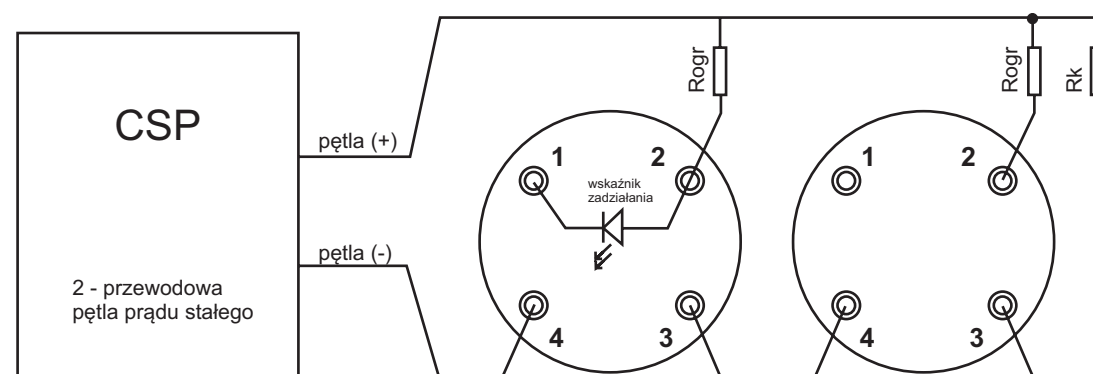 CSP
pętla (+)
pętla (-)
2 - przewodowa
pętla prądu stałego
Rogr
1
2
wskaźnik
zadziałania
4
3
Rogr
Rk
1
2
4
3